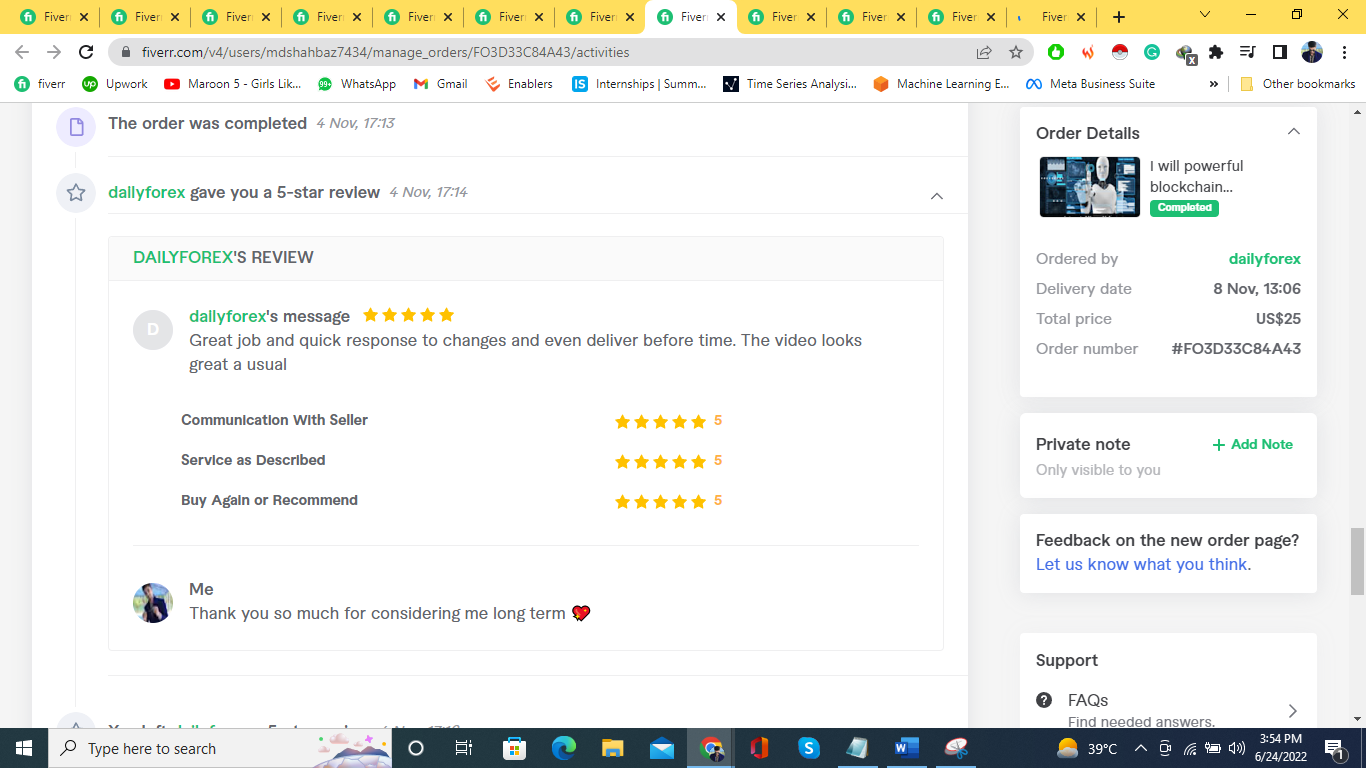 Fiverr
Fiverr
Fiverr
Fiverr
Fiverr
Fiverr
Fiverr
Fiverr
Fiverr
Fiverr
Fiverr
Fiverr
fiverr.com/v4/users/mdshahbaz7434/manage_orders/FO3D33C84A43/activities
fiverr
Upwork
Maroon 5 - Girls Lik...
WhatsApp
Gmail
Enablers
Internships | Summ...
Time Series Analysi...
Machine Learning E...
Meta Business Suite
»
Other bookmarks
The order was completed 4 Nov, 17:13
dallyforex gave you a 5-star review 4 Nov, 17:14
DAILYFOREX'S REVIEW
D
dallyforex's message
Great job and quick response to changes and even deliver before time. The video looks
great a usual
Communication With Seller 5
Service as Described 5
Buy Again or Recommend 5
Me
Thank you so much for considering me long term
Order Details
I will powerful
blockchain...
Completed
Ordered by dailyforex
Delivery date 8 Nov, 13:06
Total price US$25
Order number #FO3D33C84A43
Private note + Add Note
Only visible to you
Feedback on the new order page?
Let us know what you think.
Support
FAQs
Find needed answers.
Type here to search
39°C
3:54 PM
6/24/2022
1